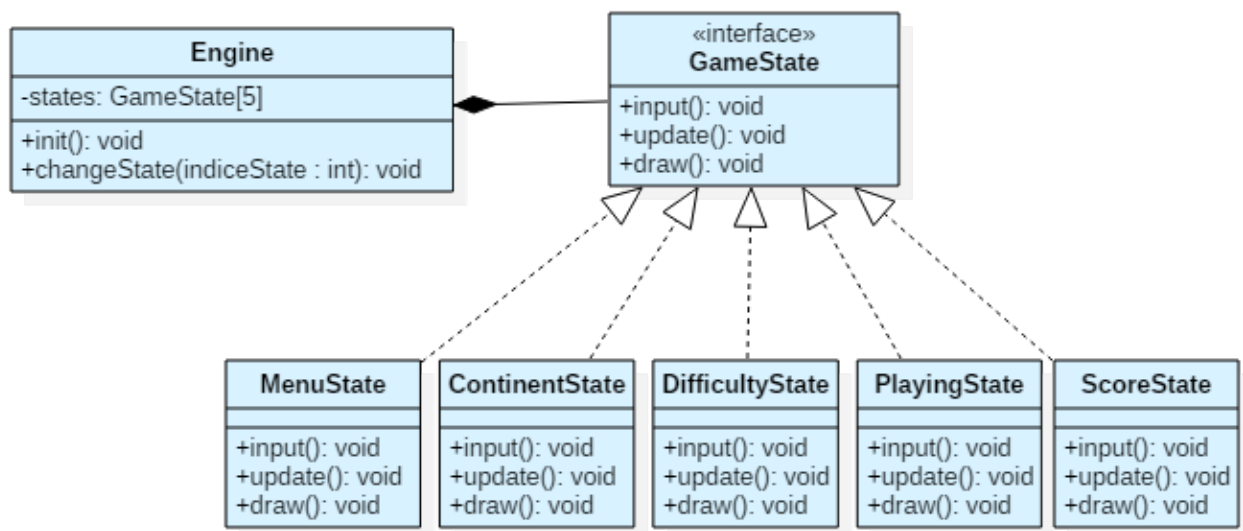 Engine
-states: GameState[5]
+init(): void
+changeState(indiceState : int): void
«interface»
GameState
+input(): void
+update(): void
+draw(): void
MenuState
+input(): void
+update(): void
+draw(): void
ContinentState
+input(): void
+update(): void
+draw(): void
DifficultyState
+input(): void
+update(): void
+draw(): void
PlayingState
+input(): void
+update(): void
+draw(): void
ScoreState
+input(): void
+update(): void
+draw(): void